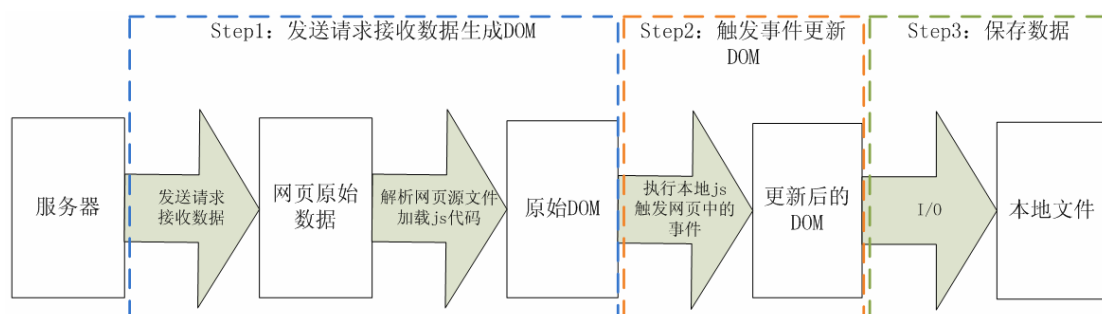 Step1: 发送请求接收数据生成DOM
Step2: 触发事件更新
DOM
Step3: 保存数据
服务器
发送请求
接收数据
网页原始
数据
解析网页源文件
加载js代码
原始DOM
执行本地js
触发网页中的
事件
更新后的
DOM
I/O
本地文件